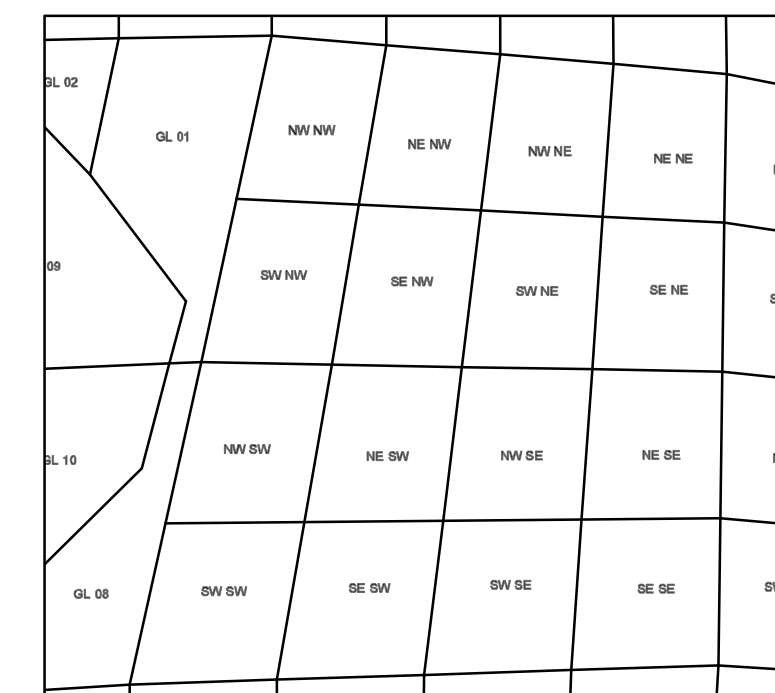 GL 02
GL 01
NW NW
NE NW
NW NE
NE NE
09
SW NW
SE NW
SW NE
SE NE
GL 10
NW SW
NE SW
NW SE
NE SE
GL 08
SW SW
SE SW
SW SE
SE SE